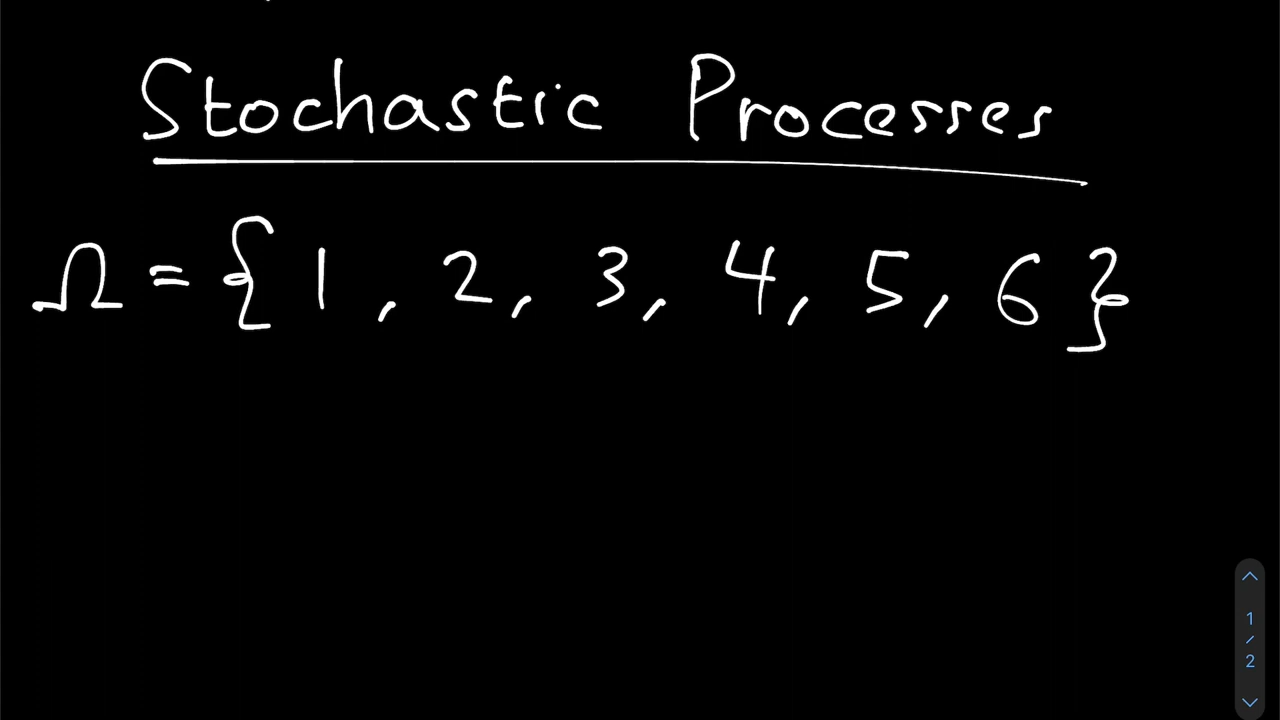 Stochastic Processes
Ω = { 1 , 2 , 3 , 4 , 5 , 6 }
1
/
2